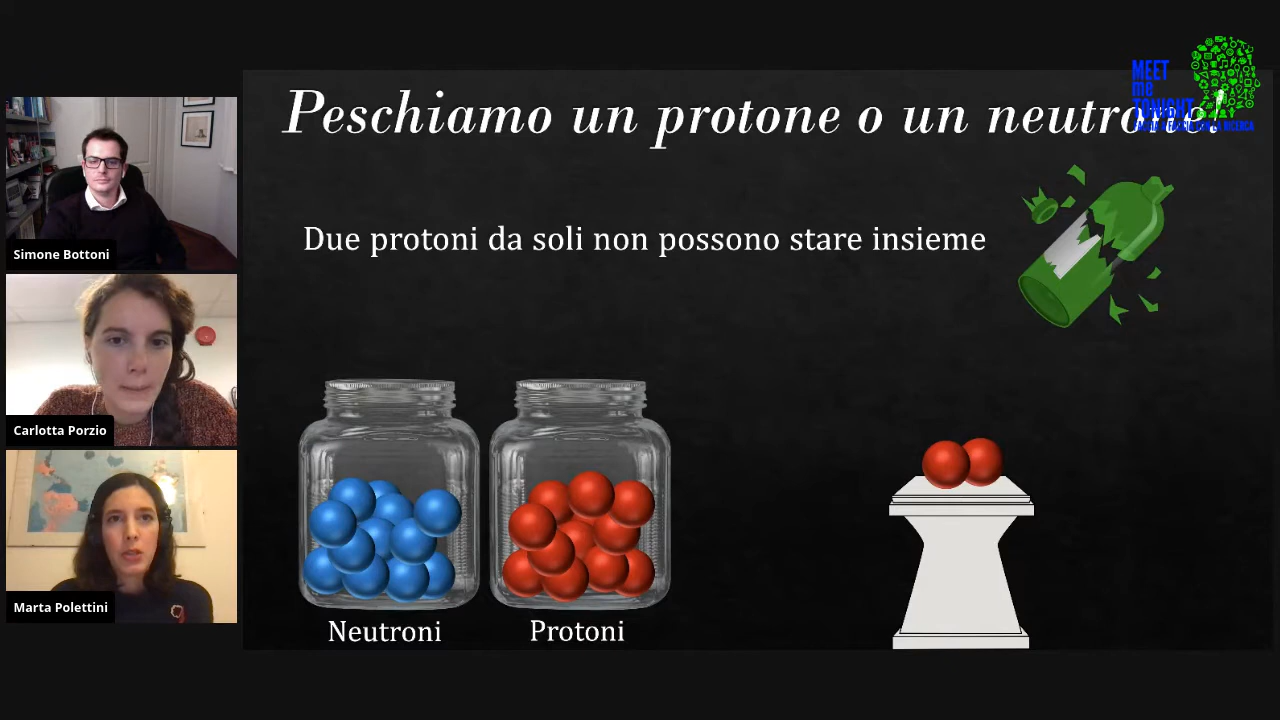 Peschiamo un protone o un neutrone!
MEET
me
TONIGHT
Due protoni da soli non possono stare insieme
Simone Bottoni
Carlotta Porzio
Marta Polettini
Neutroni
Protoni